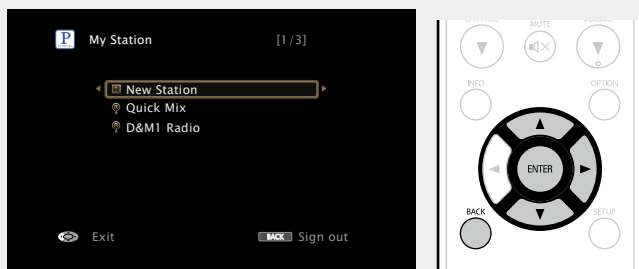 P My Station [1/3]
New Station
Quick Mix
D&M1 Radio
Exit BACK Sign out
MUTE
INFO OPTION
ENTER
BACK SETUP